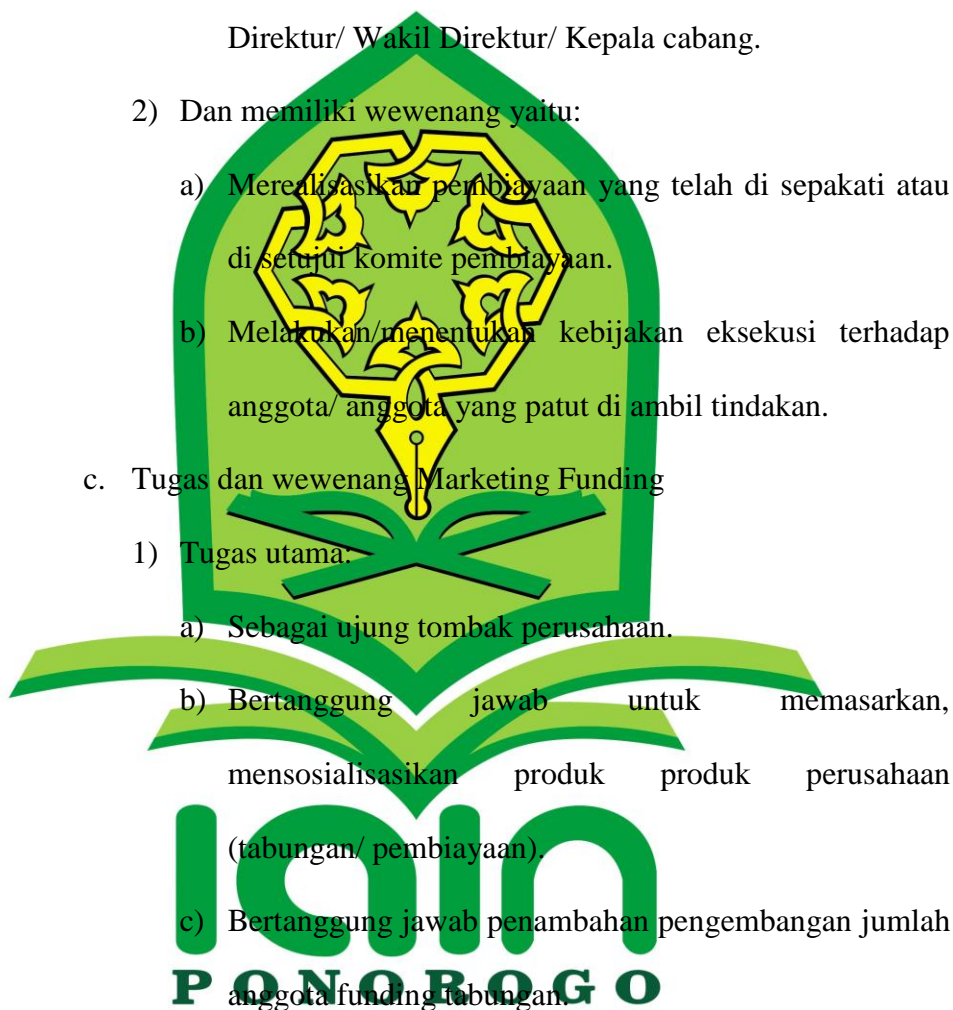 Direktur/ Wakil Direktur/ Kepala cabang.
2) Dan memiliki wewenang yaitu:
a) Merealisasikan pembiayaan yang telah di sepakati atau
di setujui komite pembiayaan.
b) Melakukan/menentukan kebijakan eksekusi terhadap
anggota/ anggota yang patut di ambil tindakan.
c. Tugas dan wewenang Marketing Funding
1) Tugas utama:
a) Sebagai ujung tombak perusahaan.
b) Bertanggung jawab untuk memasarkan,
mensosialisasikan produk produk perusahaan
(tabungan/ pembiayaan).
c) Bertanggung jawab penambahan pengembangan jumlah
anggota funding tabungan.
iain
PONOROGO